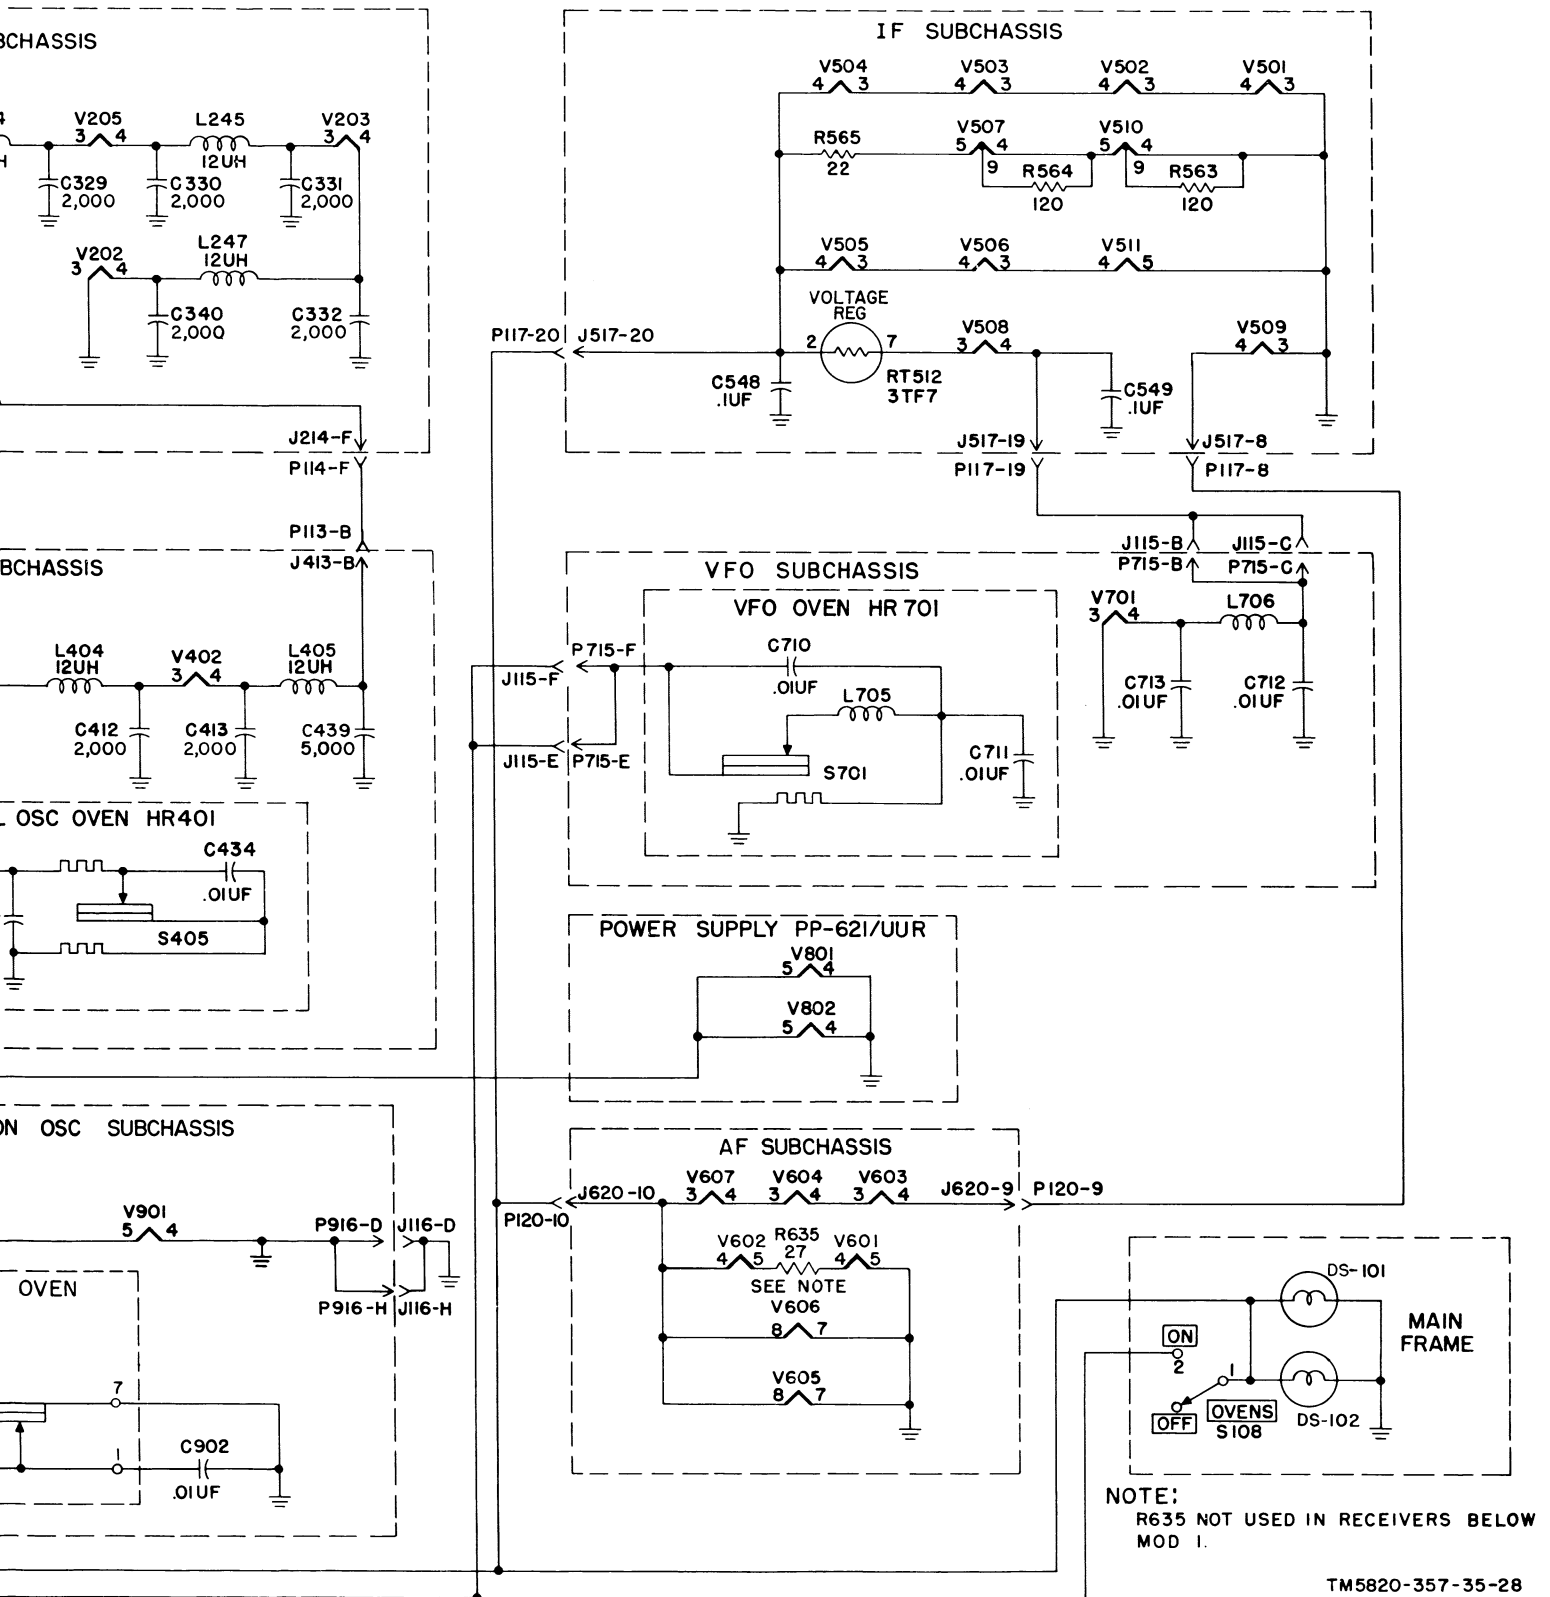 BCHASSIS
4
H
V205
3 4
L245
12UH
V203
3 4
C329
2,000
C330
2,000
C331
2,000
V202
3 4
L247
12UH
C340
2,000
C332
2,000
J214-F
P114-F
P113-B
J413-B
BCHASSIS
L404
12UH
V402
3 4
L405
12UH
C412
2,000
C413
2,000
C439
5,000
L OSC OVEN HR401
C434
.01UF
S405
ON OSC SUBCHASSIS
V901
5 4
P916-D J116-D
P916-H J116-H
OVEN
7
1
C902
.01UF
IF SUBCHASSIS
V504
4 3
V503
4 3
V502
4 3
V501
4 3
R565
22
V507
5 4
9
R564
120
V510
5 4
9
R563
120
V505
4 3
V506
4 3
V511
4 5
VOLTAGE
REG
2 7
RT512
3TF7
P117-20 J517-20
V508
3 4
V509
4 3
C548
.1UF
C549
.1UF
J517-19
P117-19
J517-8
P117-8
J115-B J115-C
P715-B P715-C
VFO SUBCHASSIS
VFO OVEN HR701
P715-F
J115-F
J115-E P715-E
C710
.01UF
L705
C711
.01UF
S701
V701
3 4
L706
C713
.01UF
C712
.01UF
POWER SUPPLY PP-621/UUR
V801
5 4
V802
5 4
AF SUBCHASSIS
J620-10
P120-10
V607
3 4
V604
3 4
V603
3 4
J620-9 P120-9
V602
4 5
R635
27
V601
4 5
SEE NOTE
V606
8 7
V605
8 7
DS-101
MAIN
FRAME
ON
2
1
OFF
OVENS
S108
DS-102
NOTE:
R635 NOT USED IN RECEIVERS BELOW
MOD 1.
TM5820-357-35-28